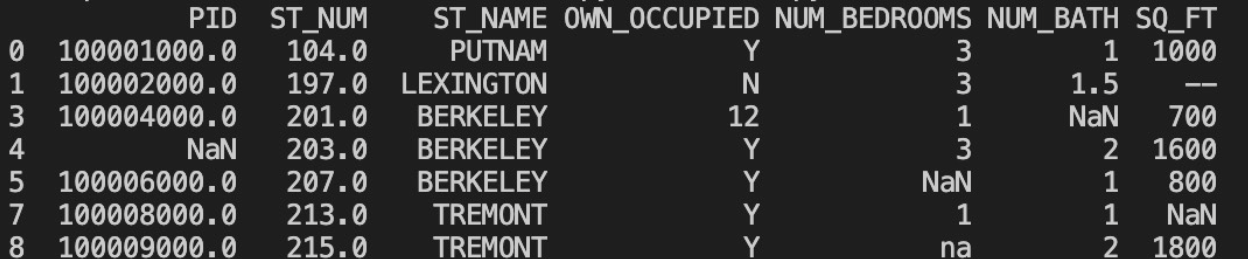 PID ST_NUM ST_NAME OWN_OCCUPIED NUM_BEDROOMS NUM_BATH SQ_FT
0 100001000.0 104.0 PUTNAM Y 3 1 1000
1 100002000.0 197.0 LEXINGTON N 3 1.5 --
3 100004000.0 201.0 BERKELEY 12 1 NaN 700
4 NaN 203.0 BERKELEY Y 3 2 1600
5 100006000.0 207.0 BERKELEY Y NaN 1 800
7 100008000.0 213.0 TREMONT Y 1 1 NaN
8 100009000.0 215.0 TREMONT Y na 2 1800